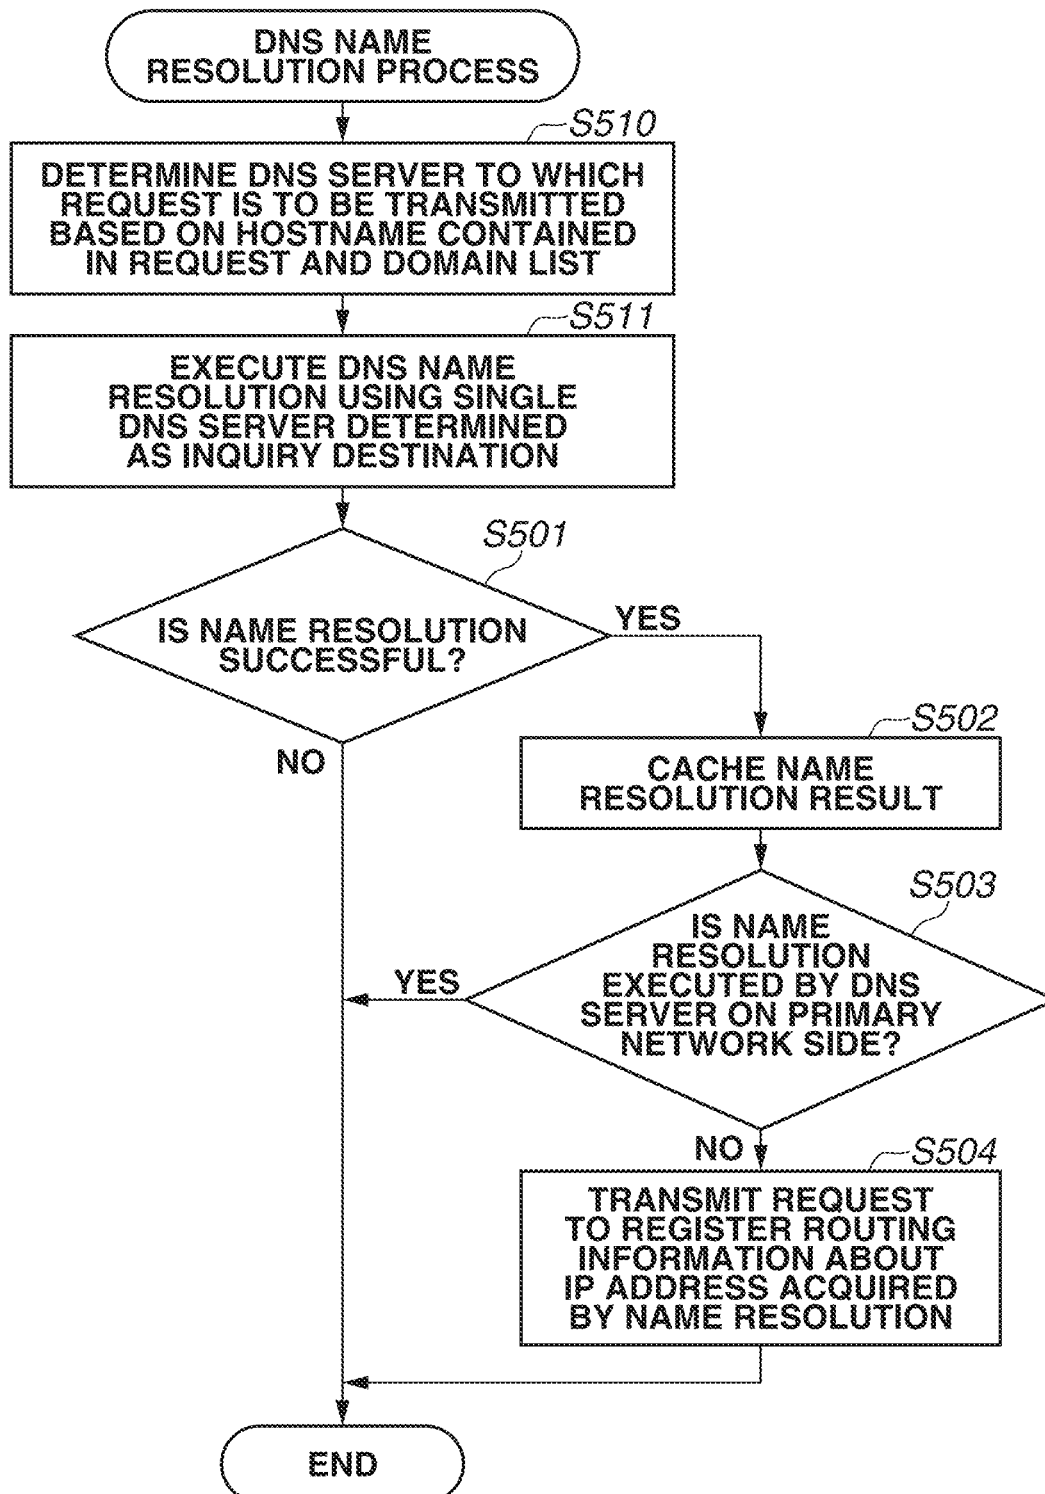 DNS NAME
RESOLUTION PROCESS
S510
DETERMINE DNS SERVER TO WHICH
REQUEST IS TO BE TRANSMITTED
BASED ON HOSTNAME CONTAINED
IN REQUEST AND DOMAIN LIST
S511
EXECUTE DNS NAME
RESOLUTION USING SINGLE
DNS SERVER DETERMINED
AS INQUIRY DESTINATION
S501
IS NAME RESOLUTION
SUCCESSFUL?
YES
NO
S502
CACHE NAME
RESOLUTION RESULT
S503
IS NAME
RESOLUTION
EXECUTED BY DNS
SERVER ON PRIMARY
NETWORK SIDE?
YES
NO
S504
TRANSMIT REQUEST
TO REGISTER ROUTING
INFORMATION ABOUT
IP ADDRESS ACQUIRED
BY NAME RESOLUTION
END